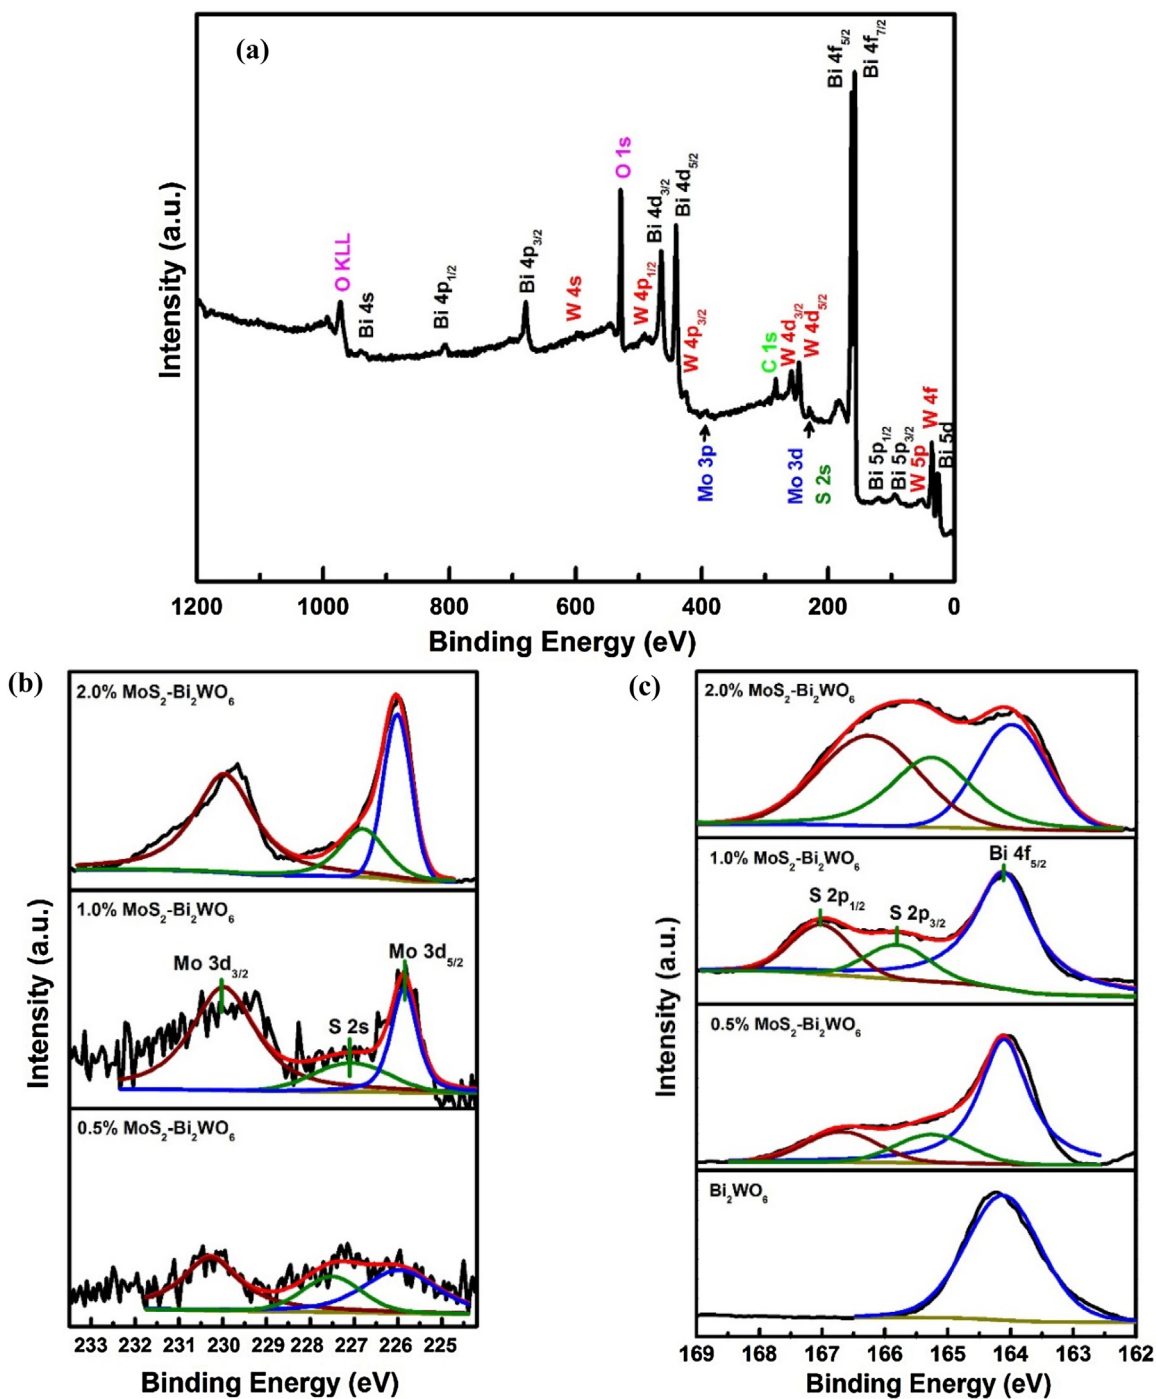 (a)
Intensity (a.u.)
O KLL
Bi 4s
Bi 4p1/2
Bi 4p3/2
W 4s
O 1s
W 4p1/2
Bi 4d3/2
Bi 4d5/2
W 4p3/2
Mo 3p
C 1s
W 4d3/2
W 4d5/2
Mo 3d
S 2s
Bi 4f5/2
Bi 4f7/2
Bi 5p1/2
Bi 5p3/2
W 5p
W 4f
Bi 5d
1200 1000 800 600 400 200 0
Binding Energy (eV)
(b)
Intensity (a.u.)
2.0% MoS2-Bi2WO6
1.0% MoS2-Bi2WO6
Mo 3d3/2
S 2s
Mo 3d5/2
0.5% MoS2-Bi2WO6
233 232 231 230 229 228 227 226 225
Binding Energy (eV)
(c)
Intensity (a.u.)
2.0% MoS2-Bi2WO6
1.0% MoS2-Bi2WO6
S 2p1/2
S 2p3/2
Bi 4f5/2
0.5% MoS2-Bi2WO6
Bi2WO6
169 168 167 166 165 164 163 162
Binding Energy (eV)